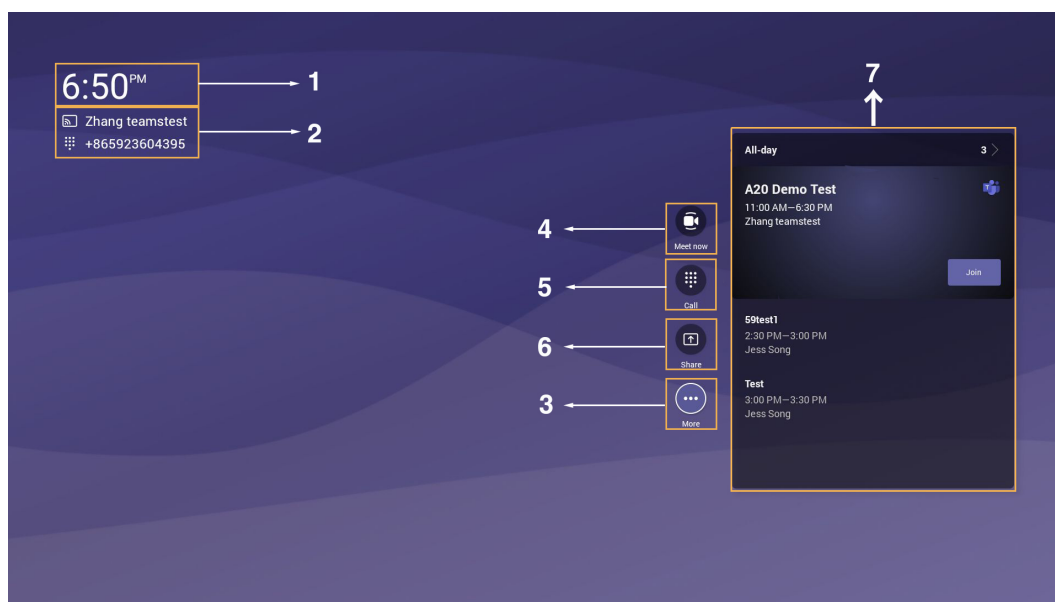 6:50 PM
1
Zhang teamstest
+865923604395
2
7
All-day 3
A20 Demo Test
11:00 AM—6:30 PM
Zhang teamstest
Join
59test1
2:30 PM—3:00 PM
Jess Song
Test
3:00 PM—3:30 PM
Jess Song
4
Meet now
5
Call
6
Share
3
More